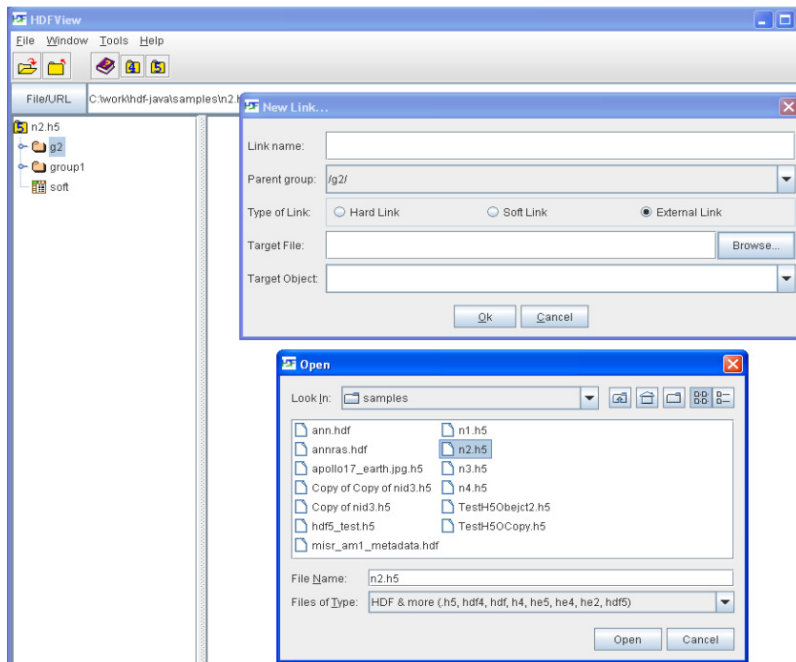 HDFView
File Window Tools Help
4 5
File/URL C:\work\hdf-java\samples\n2.h
5 n2.h5
g2
group1
soft
New Link...
Link name:
Parent group: /g2/
Type of Link: Hard Link Soft Link External Link
Target File: Browse...
Target Object:
Ok Cancel
Open
Look In: samples
ann.hdf n1.h5
annras.hdf n2.h5
apollo17_earth.jpg.h5 n3.h5
Copy of Copy of nid3.h5 n4.h5
Copy of nid3.h5 TestH5Obejct2.h5
hdf5_test.h5 TestH5OCopy.h5
misr_am1_metadata.hdf
File Name: n2.h5
Files of Type: HDF & more (.h5, hdf4, hdf, h4, he5, he4, he2, hdf5)
Open Cancel